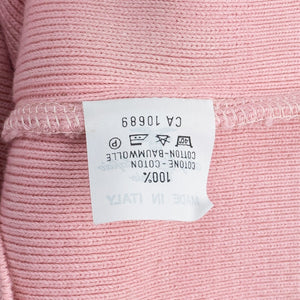 MADE IN ITALY
100%
COTONE - COTON
COTTON - BAUMWOLLE
P
CA 10689